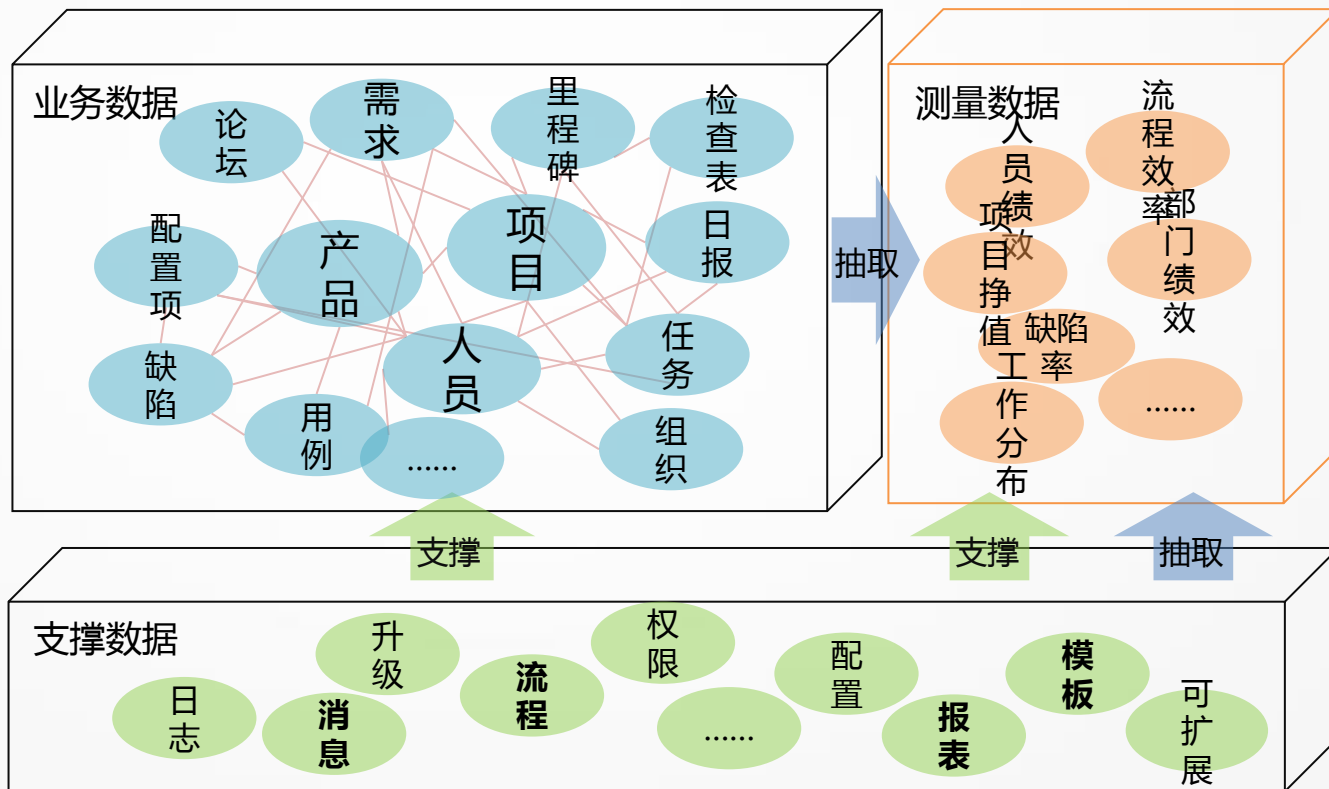 业务数据
论坛
需求
里程碑
检查表
配置项
产品
项目
日报
缺陷
人员
任务
用例
……
组织
抽取
测量数据
人员绩效
流程效率
项目挣值
部门绩效
缺陷率
工作分布
……
支撑
支撑
抽取
支撑数据
日志
升级
消息
流程
权限
……
配置
报表
模板
可扩展